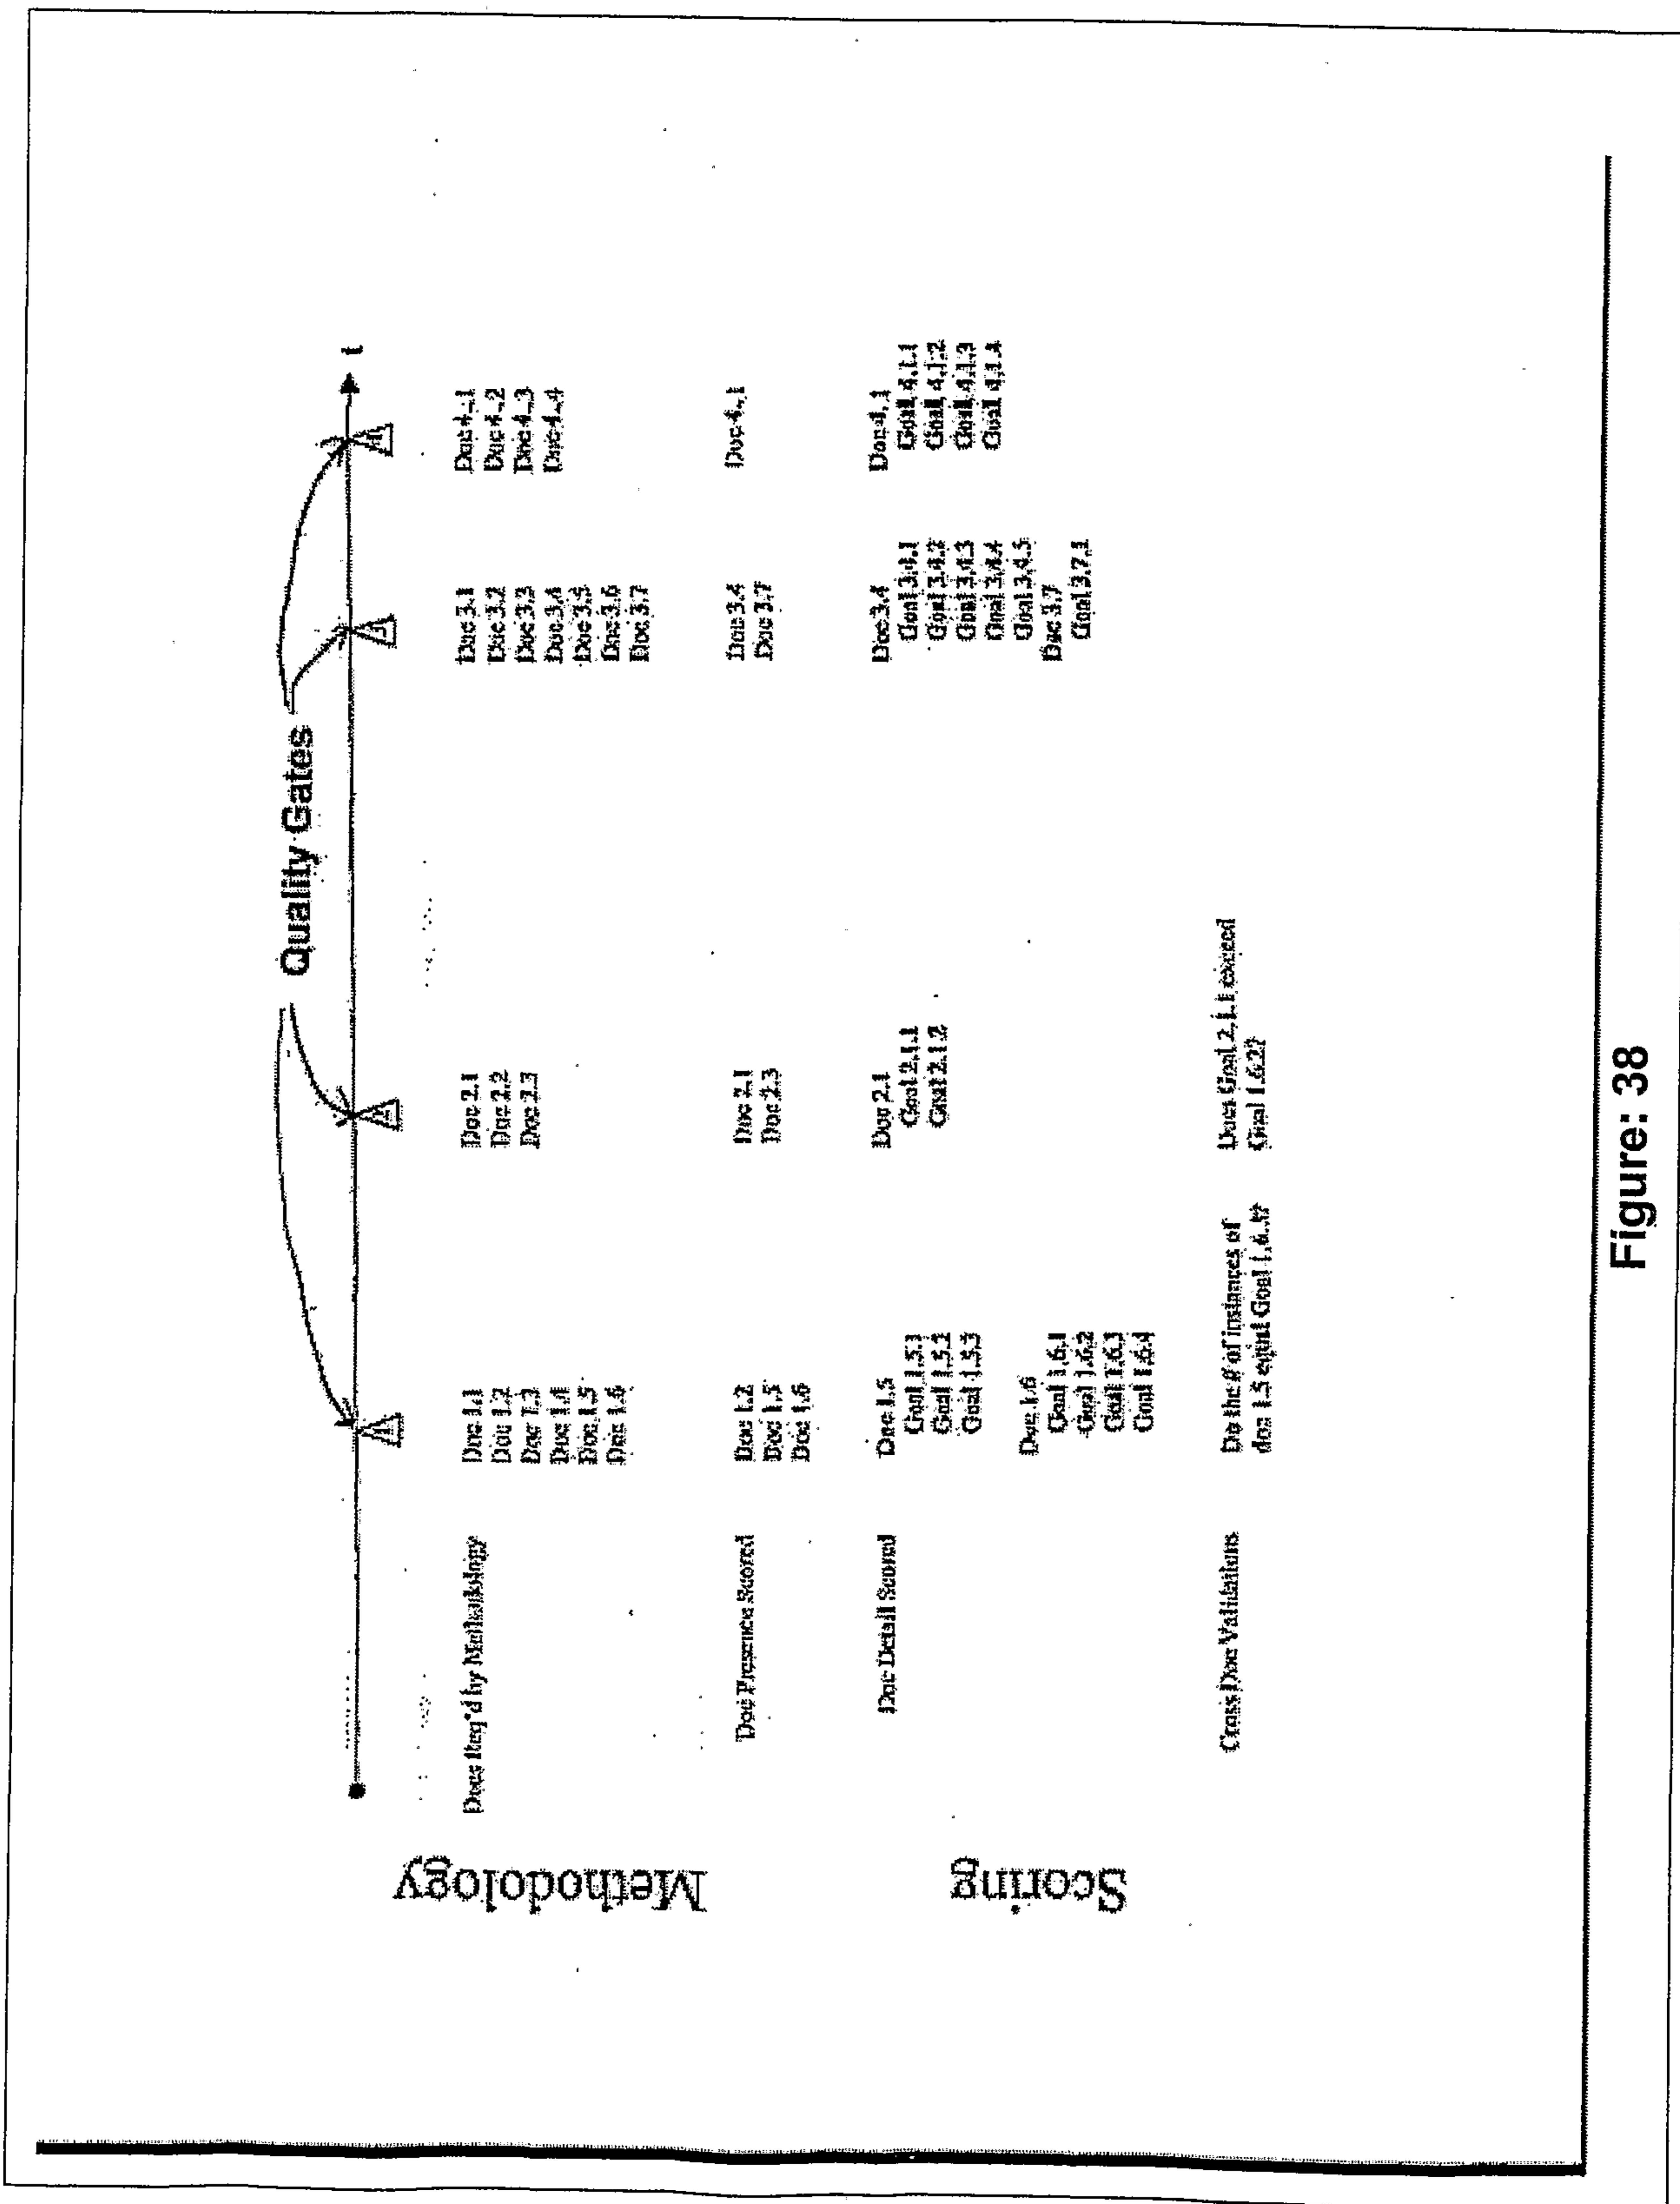 Quality Gates
t
Methodology
Docs Req'd by Methodology
Doc 1.1
Doc 1.2
Doc 1.3
Doc 1.4
Doc 1.5
Doc 1.6
Doc 2.1
Doc 2.2
Doc 2.3
Doc 3.1
Doc 3.2
Doc 3.3
Doc 3.4
Doc 3.5
Doc 3.6
Doc 3.7
Doc 4.1
Doc 4.2
Doc 4.3
Doc 4.4
Scoring
Doc Presence Scored
Doc 1.2
Doc 1.5
Doc 1.6
Doc 2.1
Doc 2.3
Doc 3.4
Doc 3.7
Doc 4.1
Doc Detail Scored
Doc 1.5
Goal 1.5.1
Goal 1.5.2
Goal 1.5.3
Doc 1.6
Goal 1.6.1
Goal 1.6.2
Goal 1.6.3
Goal 1.6.4
Doc 2.1
Goal 2.1.1
Goal 2.1.2
Doc 3.4
Goal 3.4.1
Goal 3.4.2
Goal 3.4.3
Goal 3.4.4
Goal 3.4.5
Doc 3.7
Goal 3.7.1
Doc 4.1
Goal 4.1.1
Goal 4.1.2
Goal 4.1.3
Goal 4.1.4
Cross Doc Validations
Do the # of instances of
doc 1.5 equal Goal
Does Goal 2.1.1 exceed
Goal 1.6.2?
Figure: 38